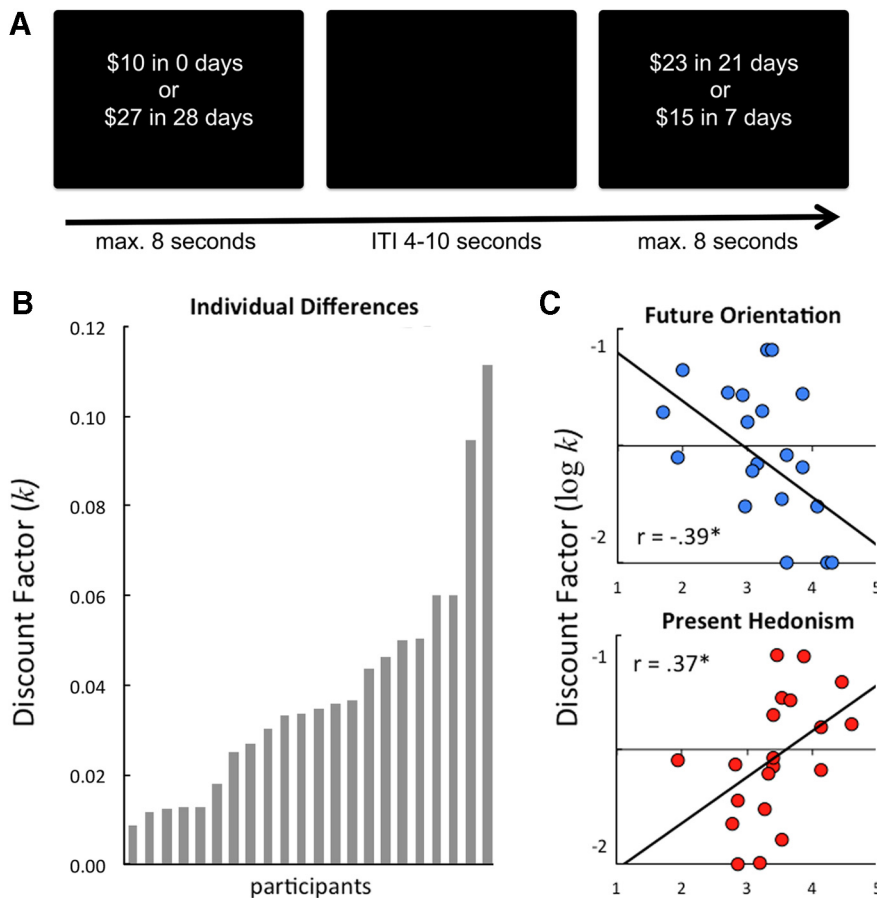 A
$10 in 0 days
or
$27 in 28 days
$23 in 21 days
or
$15 in 7 days
max. 8 seconds
ITI 4-10 seconds
max. 8 seconds
B
Individual Differences
Discount Factor (k)
0.12
0.10
0.08
0.06
0.04
0.02
0.00
participants
C
Discount Factor (log k)
Future Orientation
-1
-2
r = -.39*
1
2
3
4
5
Present Hedonism
-1
-2
r = .37*
1
2
3
4
5